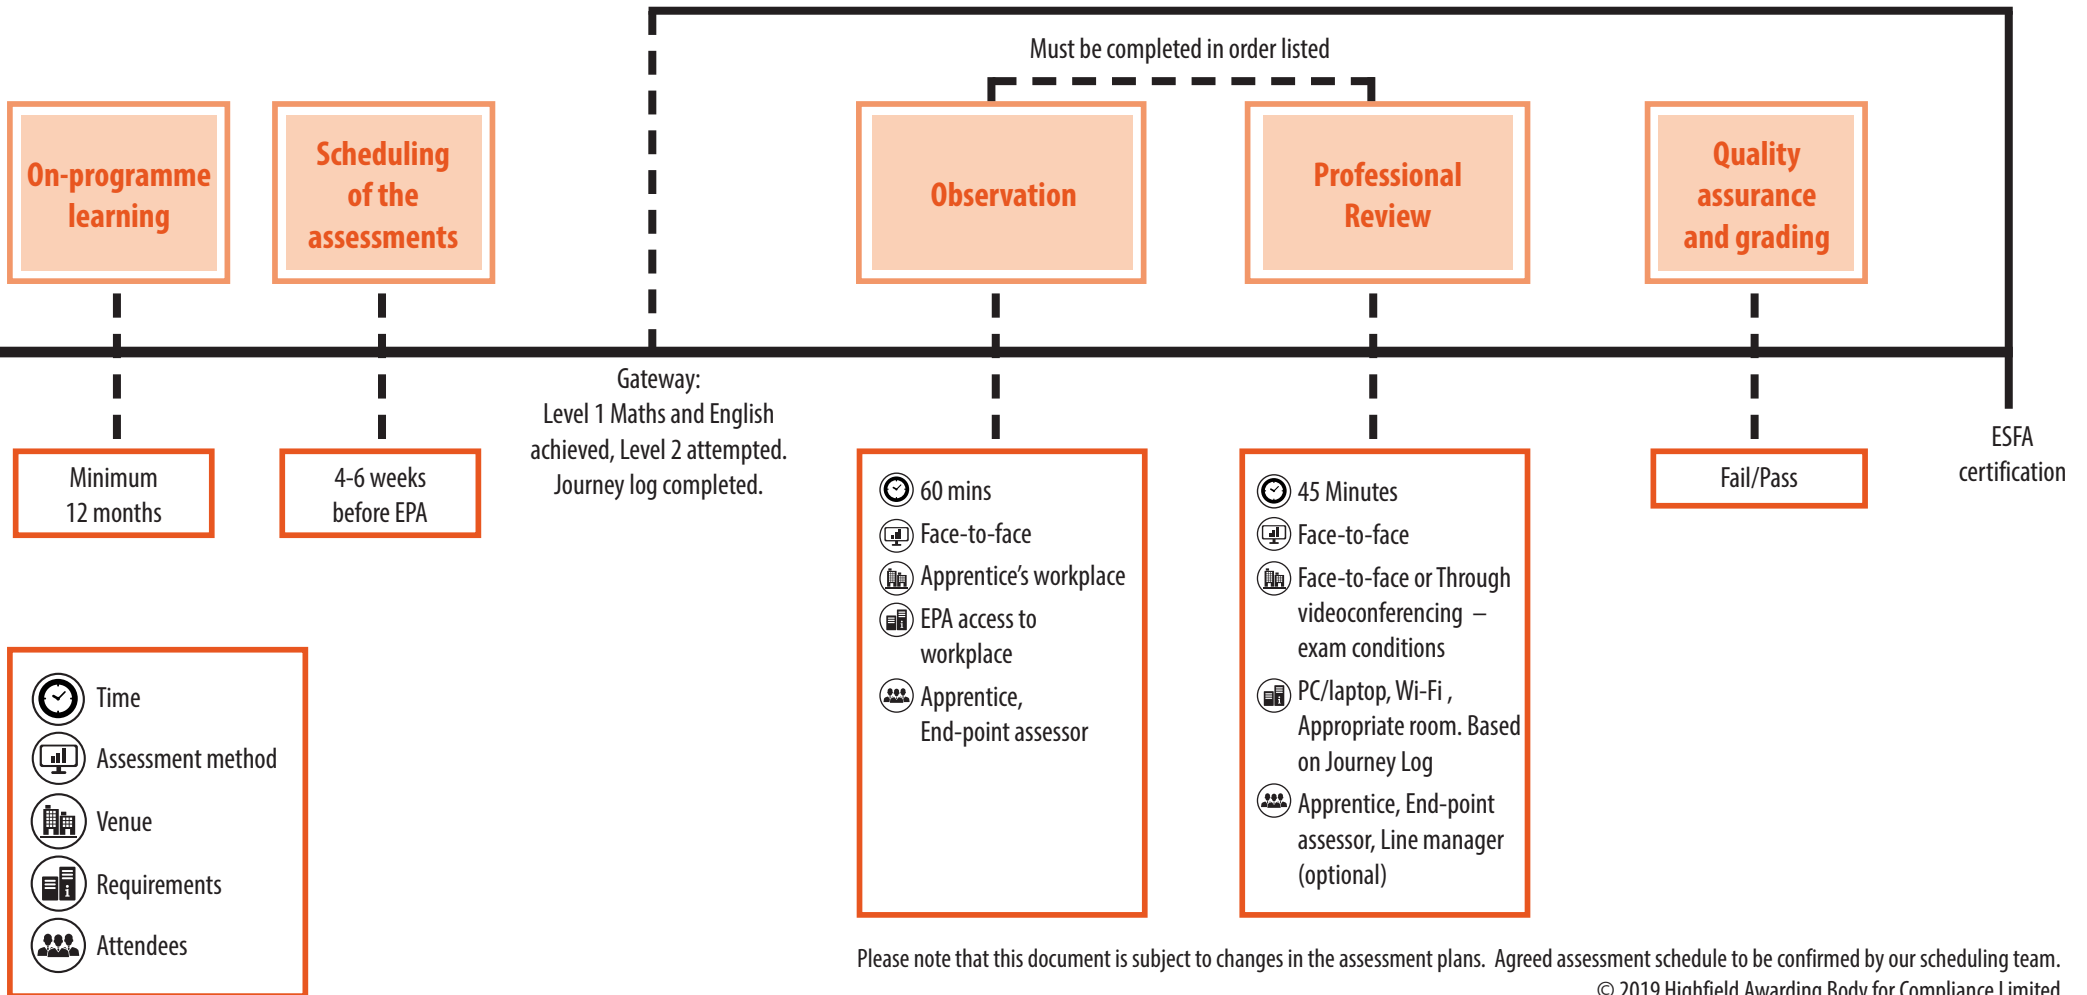 Must be completed in order listed
On-programme
learning
Scheduling
of the
assessments
Observation
Professional
Review
Quality
assurance
and grading
Minimum
12 months
4-6 weeks
before EPA
Gateway:
Level 1 Maths and English
achieved, Level 2 attempted.
Journey log completed.
60 mins
Face-to-face
Apprentice’s workplace
EPA access to
workplace
Apprentice,
End-point assessor
45 Minutes
Face-to-face
Face-to-face or Through
videoconferencing –
exam conditions
PC/laptop, Wi-Fi ,
Appropriate room. Based
on Journey Log
Apprentice, End-point
assessor, Line manager
(optional)
Fail/Pass
ESFA
certification
Time
Assessment method
Venue
Requirements
Attendees
Please note that this document is subject to changes in the assessment plans. Agreed assessment schedule to be confirmed by our scheduling team.
© 2019 Highfield Awarding Body for Compliance Limited